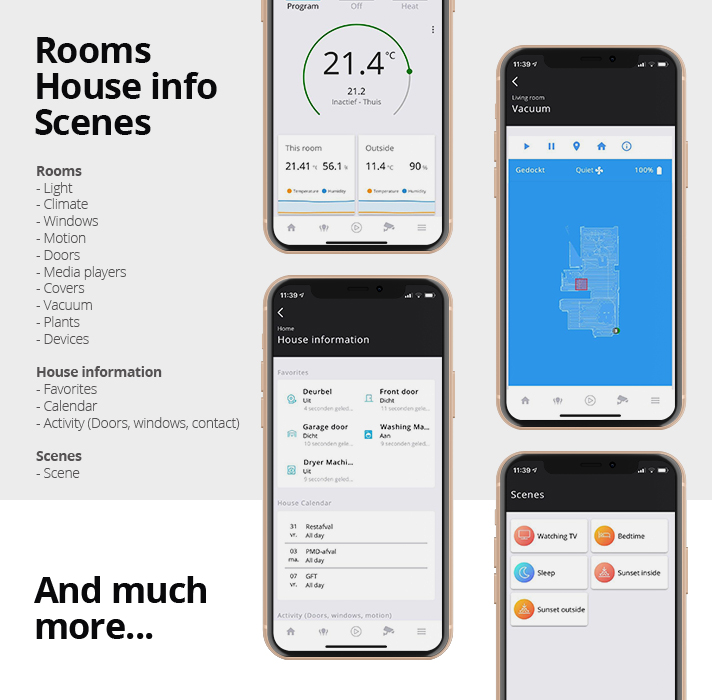 Rooms
House info
Scenes
Rooms
- Light
- Climate
- Windows
- Motion
- Doors
- Media players
- Covers
- Vacuum
- Plants
- Devices
House information
- Favorites
- Calendar
- Activity (Doors, windows, contact)
Scenes
- Scene
And much
more...
Program
Off
Heat
21.4 °C
21.2
Inactief - Thuis
This room
21.41 °C 56.1 %
Temperature Humidity
Outside
11.4 °C 90 %
Temperature Humidity
11:39
Home
House information
Favorites
Deurbel
Uit
4 seconden geled...
Front door
Dicht
11 seconden gele...
Garage door
Dicht
10 seconden gele...
Washing Ma...
Aan
9 seconden geled...
Dryer Machi...
Uit
9 seconden geled...
House Calendar
31 Restafval
vr. All day
03 PMD-afval
ma. All day
07 GFT
vr. All day
Activity (Doors, windows, motion)
11:39
Living room
Vacuum
Gedockt
Quiet
100%
11:39
Scenes
Watching TV
Bedtime
Sleep
Sunset inside
Sunset outside